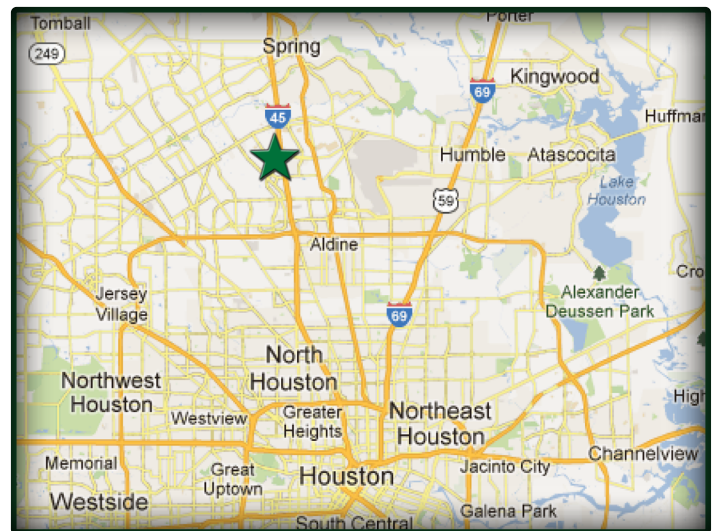 Tomball
Porter
249
Spring
Kingwood
69
45
Huffman
Humble
Atascocita
Lake
Houston
59
Aldine
Cro
Jersey
Village
Alexander
Deussen Park
69
North
Houston
Northwest
Houston
High
Westview
Greater
Heights
Northeast
Houston
Memorial
Great
Uptown
Houston
Jacinto City
Channelview
Westside
Galena Park
South Central